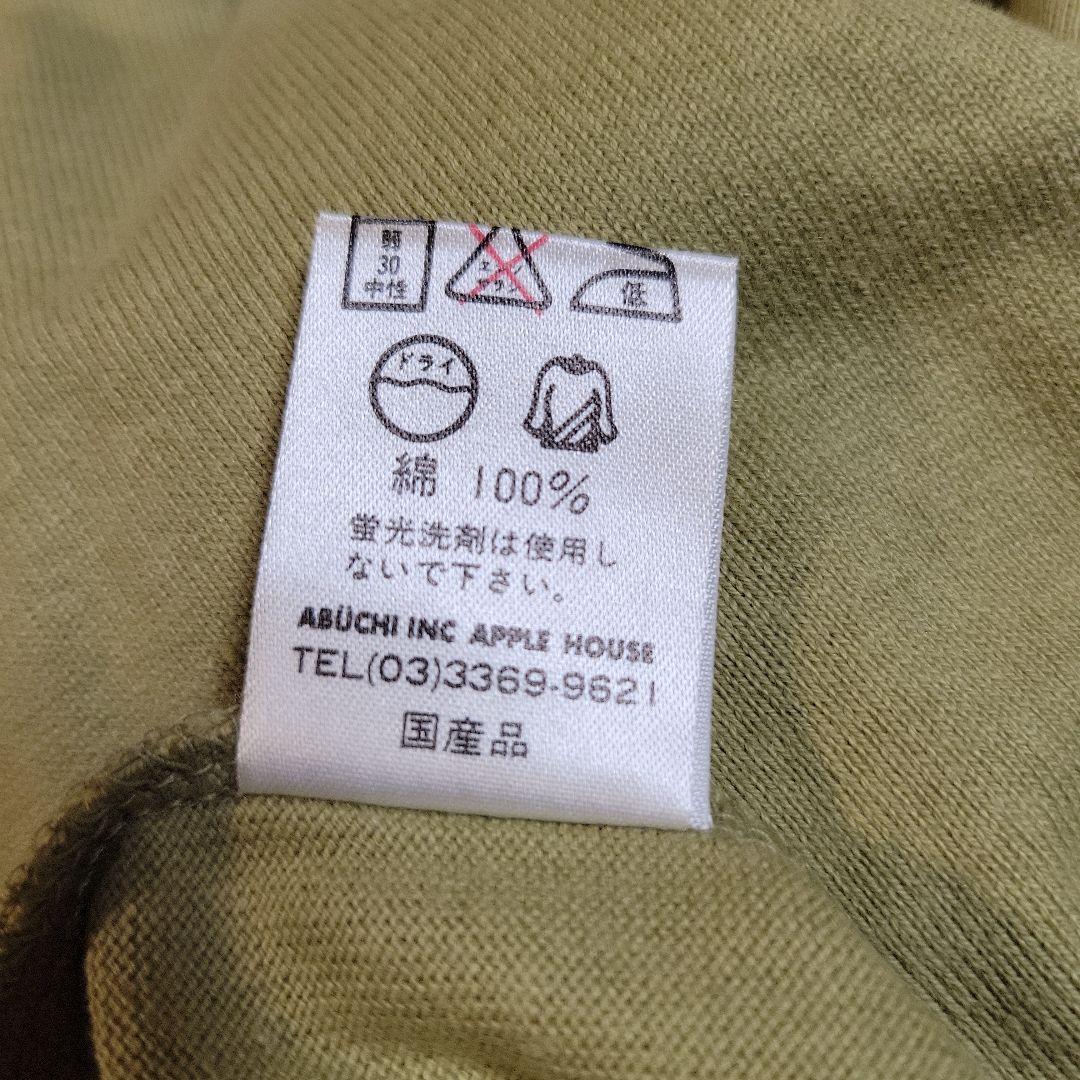 弱
30
中性
エンソ
サラシ
低
ドライ
綿 100%
蛍光洗剤は使用し
ないで下さい。
ABÜCHI INC APPLE HOUSE
TEL(03)3369-9621
国産品